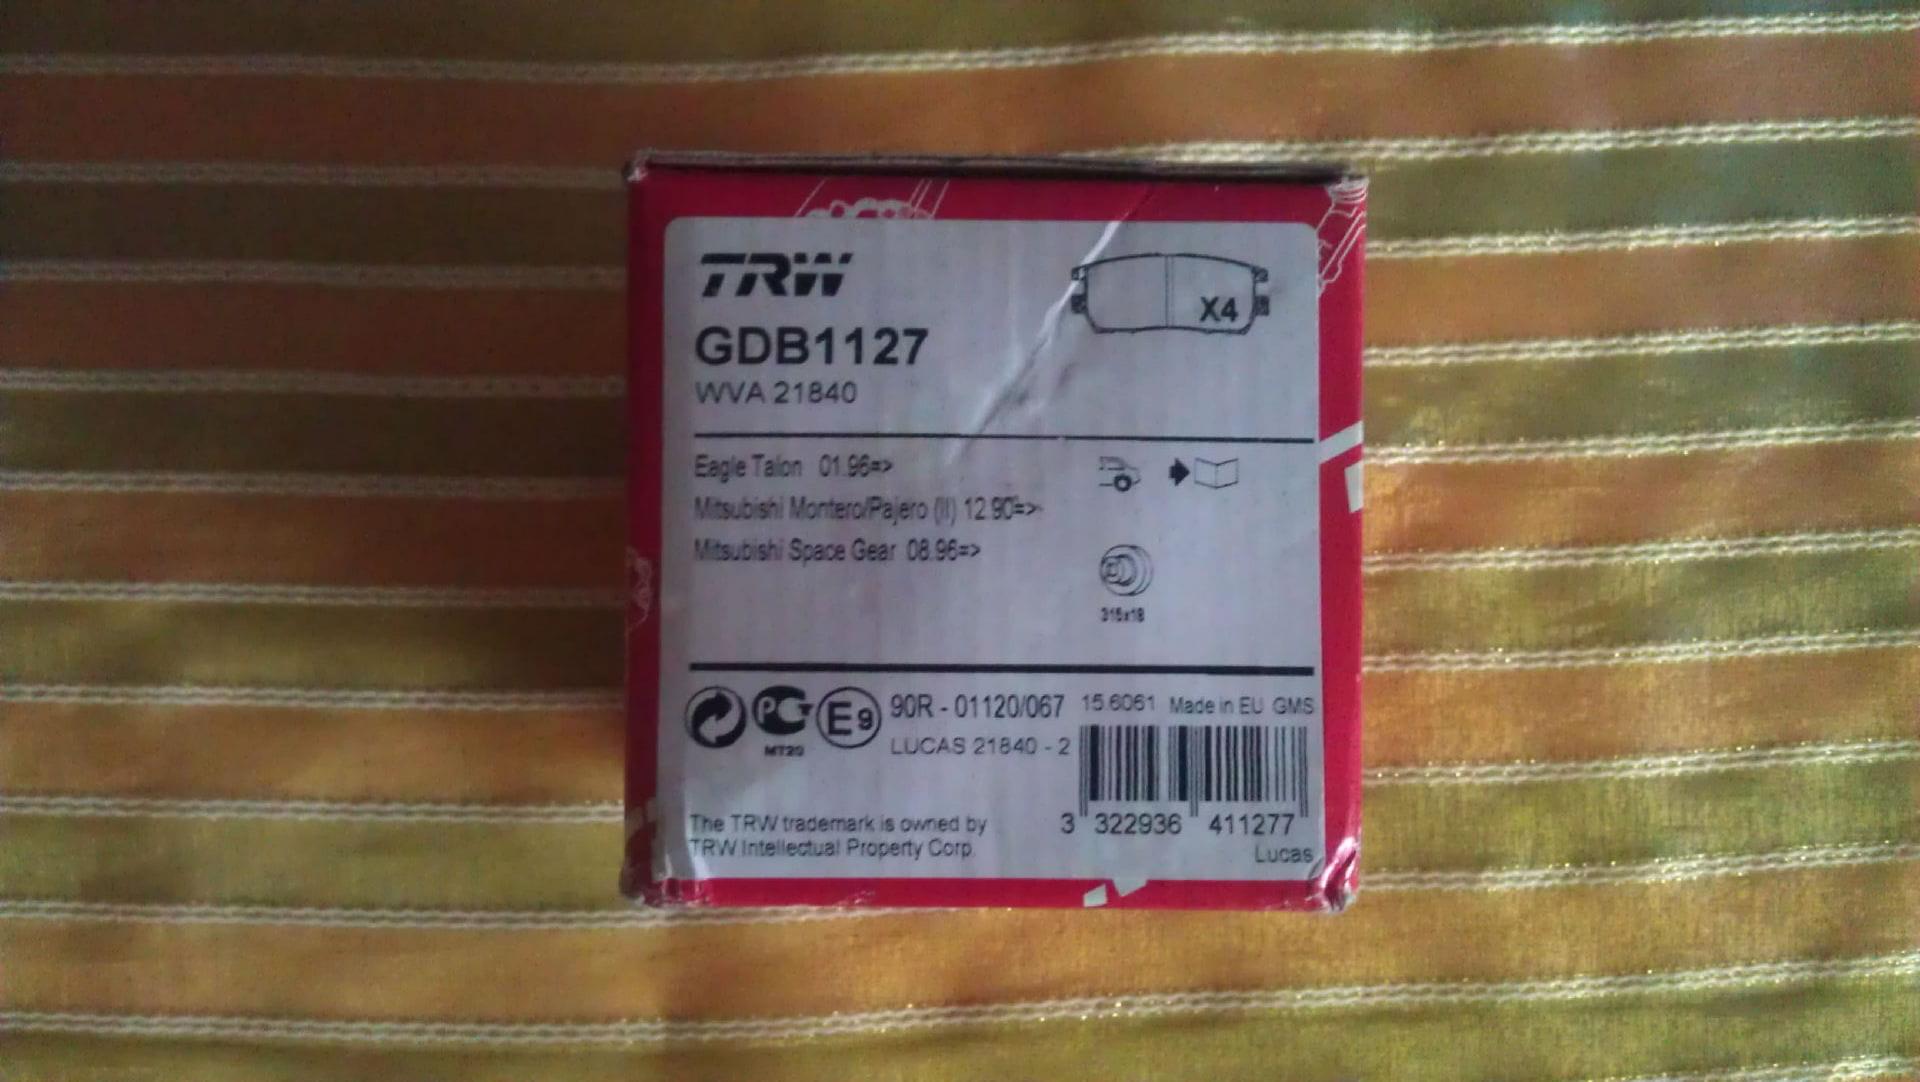 TRW
X4
GDB1127
WVA 21840
Eagle Talon 01.96=>
Mitsubishi Montero/Pajero (II) 12.90=>
Mitsubishi Space Gear 08.96=>
316x18
90R - 01120/067 15.6061 Made in EU GMS
E9
MT20
LUCAS 21840 - 2
The TRW trademark is owned by
TRW Intellectual Property Corp.
3 322936 411277
Lucas